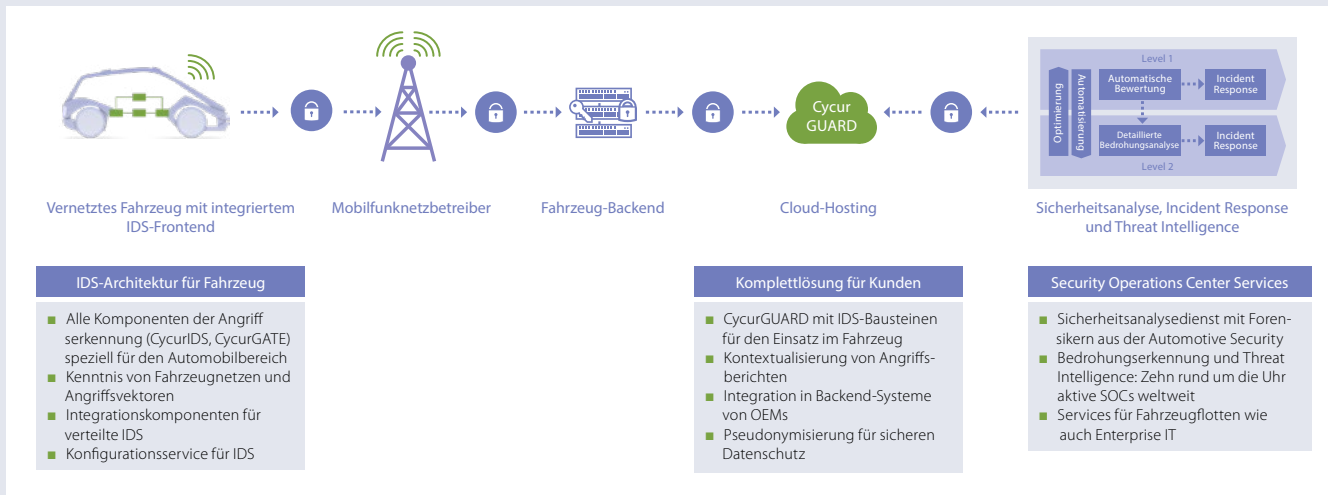 Cycur
GUARD
Level 1
Optimierung
Automatisierung
Automatische
Bewertung
Incident
Response
Detaillierte
Bedrohungsanalyse
Incident
Response
Level 2
Vernetztes Fahrzeug mit integriertem
IDS-Frontend
Mobilfunknetzbetreiber
Fahrzeug-Backend
Cloud-Hosting
Sicherheitsanalyse, Incident Response
und Threat Intelligence
IDS-Architektur für Fahrzeug
■ Alle Komponenten der Angriff
serkennung (CycurIDS, CycurGATE)
speziell für den Automobilbereich
■ Kenntnis von Fahrzeugnetzen und
Angriffsvektoren
■ Integrationskomponenten für
verteilte IDS
■ Konfigurationsservice für IDS
Komplettlösung für Kunden
■ CycurGUARD mit IDS-Bausteinen
für den Einsatz im Fahrzeug
■ Kontextualisierung von Angriffs-
berichten
■ Integration in Backend-Systeme
von OEMs
■ Pseudonymisierung für sicheren
Datenschutz
Security Operations Center Services
■ Sicherheitsanalysedienst mit Foren-
sikern aus der Automotive Security
■ Bedrohungserkennung und Threat
Intelligence: Zehn rund um die Uhr
aktive SOCs weltweit
■ Services für Fahrzeugflotten wie
auch Enterprise IT